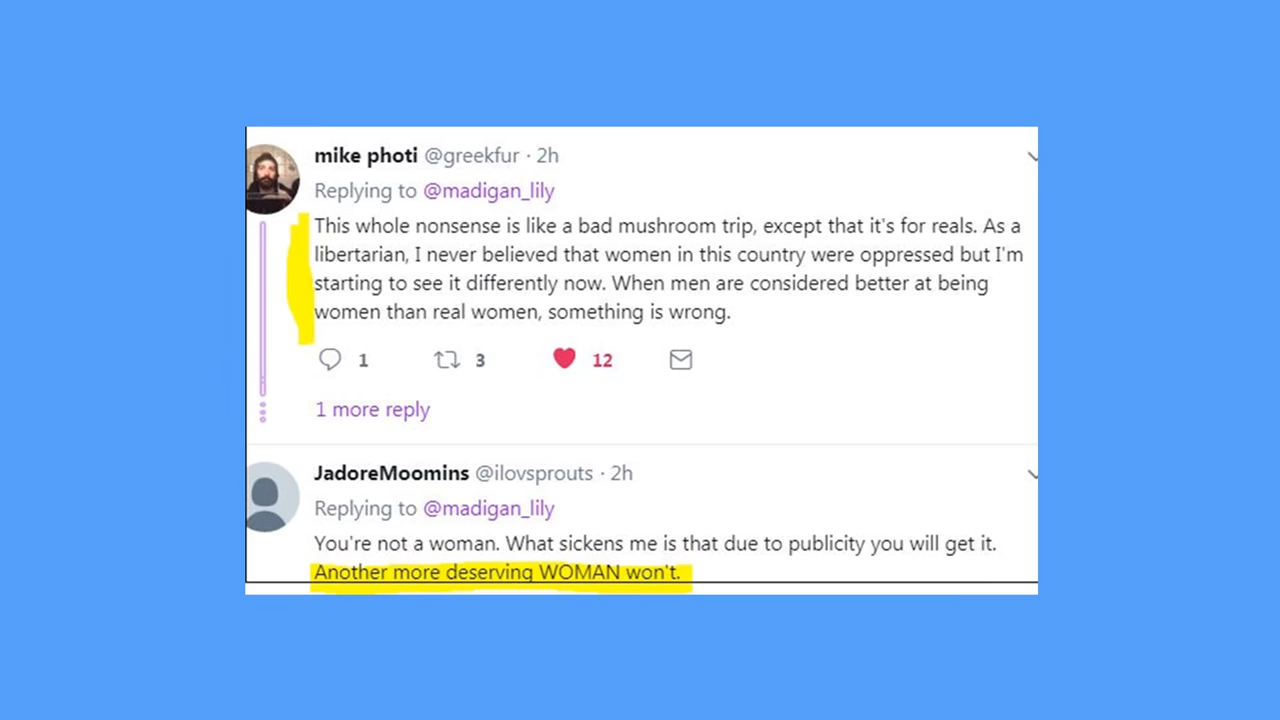 mike photi @greekfur · 2h
Replying to @madigan_lily
This whole nonsense is like a bad mushroom trip, except that it's for reals. As a
libertarian, I never believed that women in this country were oppressed but I'm
starting to see it differently now. When men are considered better at being
women than real women, something is wrong.
1 3 12
1 more reply
JadoreMoomins @ilovsprouts · 2h
Replying to @madigan_lily
You're not a woman. What sickens me is that due to publicity you will get it.
Another more deserving WOMAN won't.